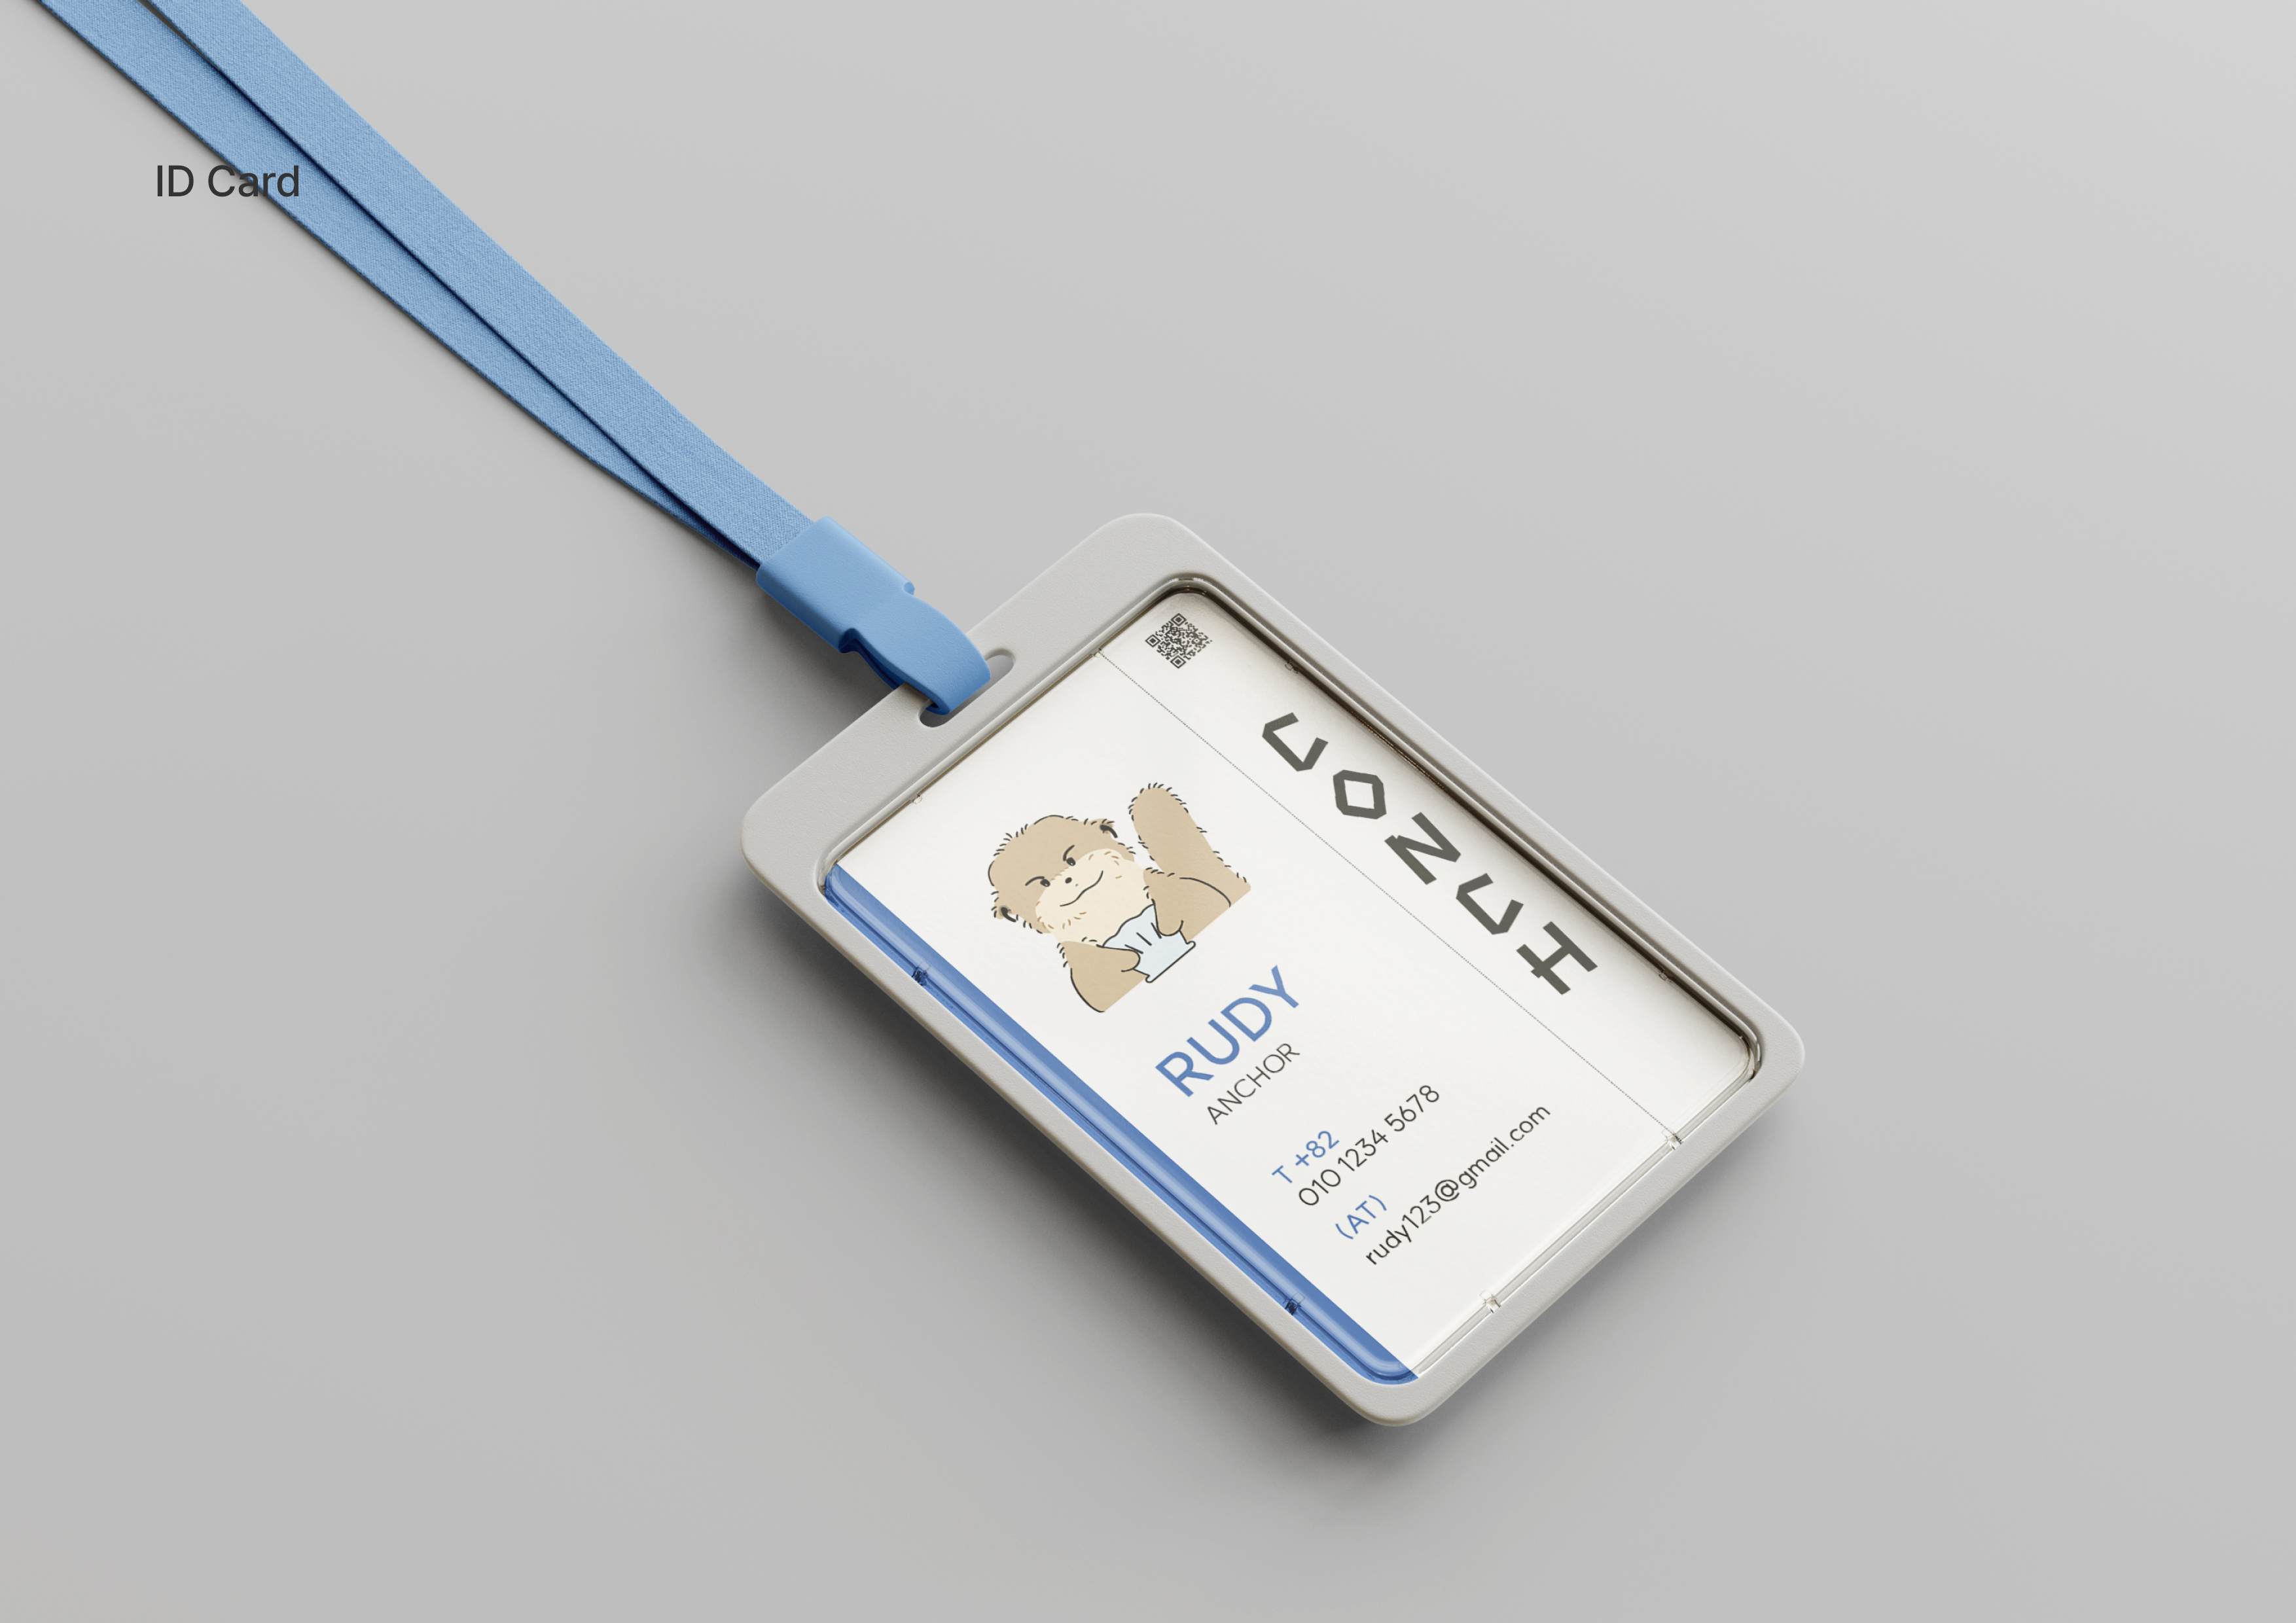 ID Card
CONCH
RUDY
ANCHOR
T +82
010 1234 5678
(AT)
rudy123@gmail.com